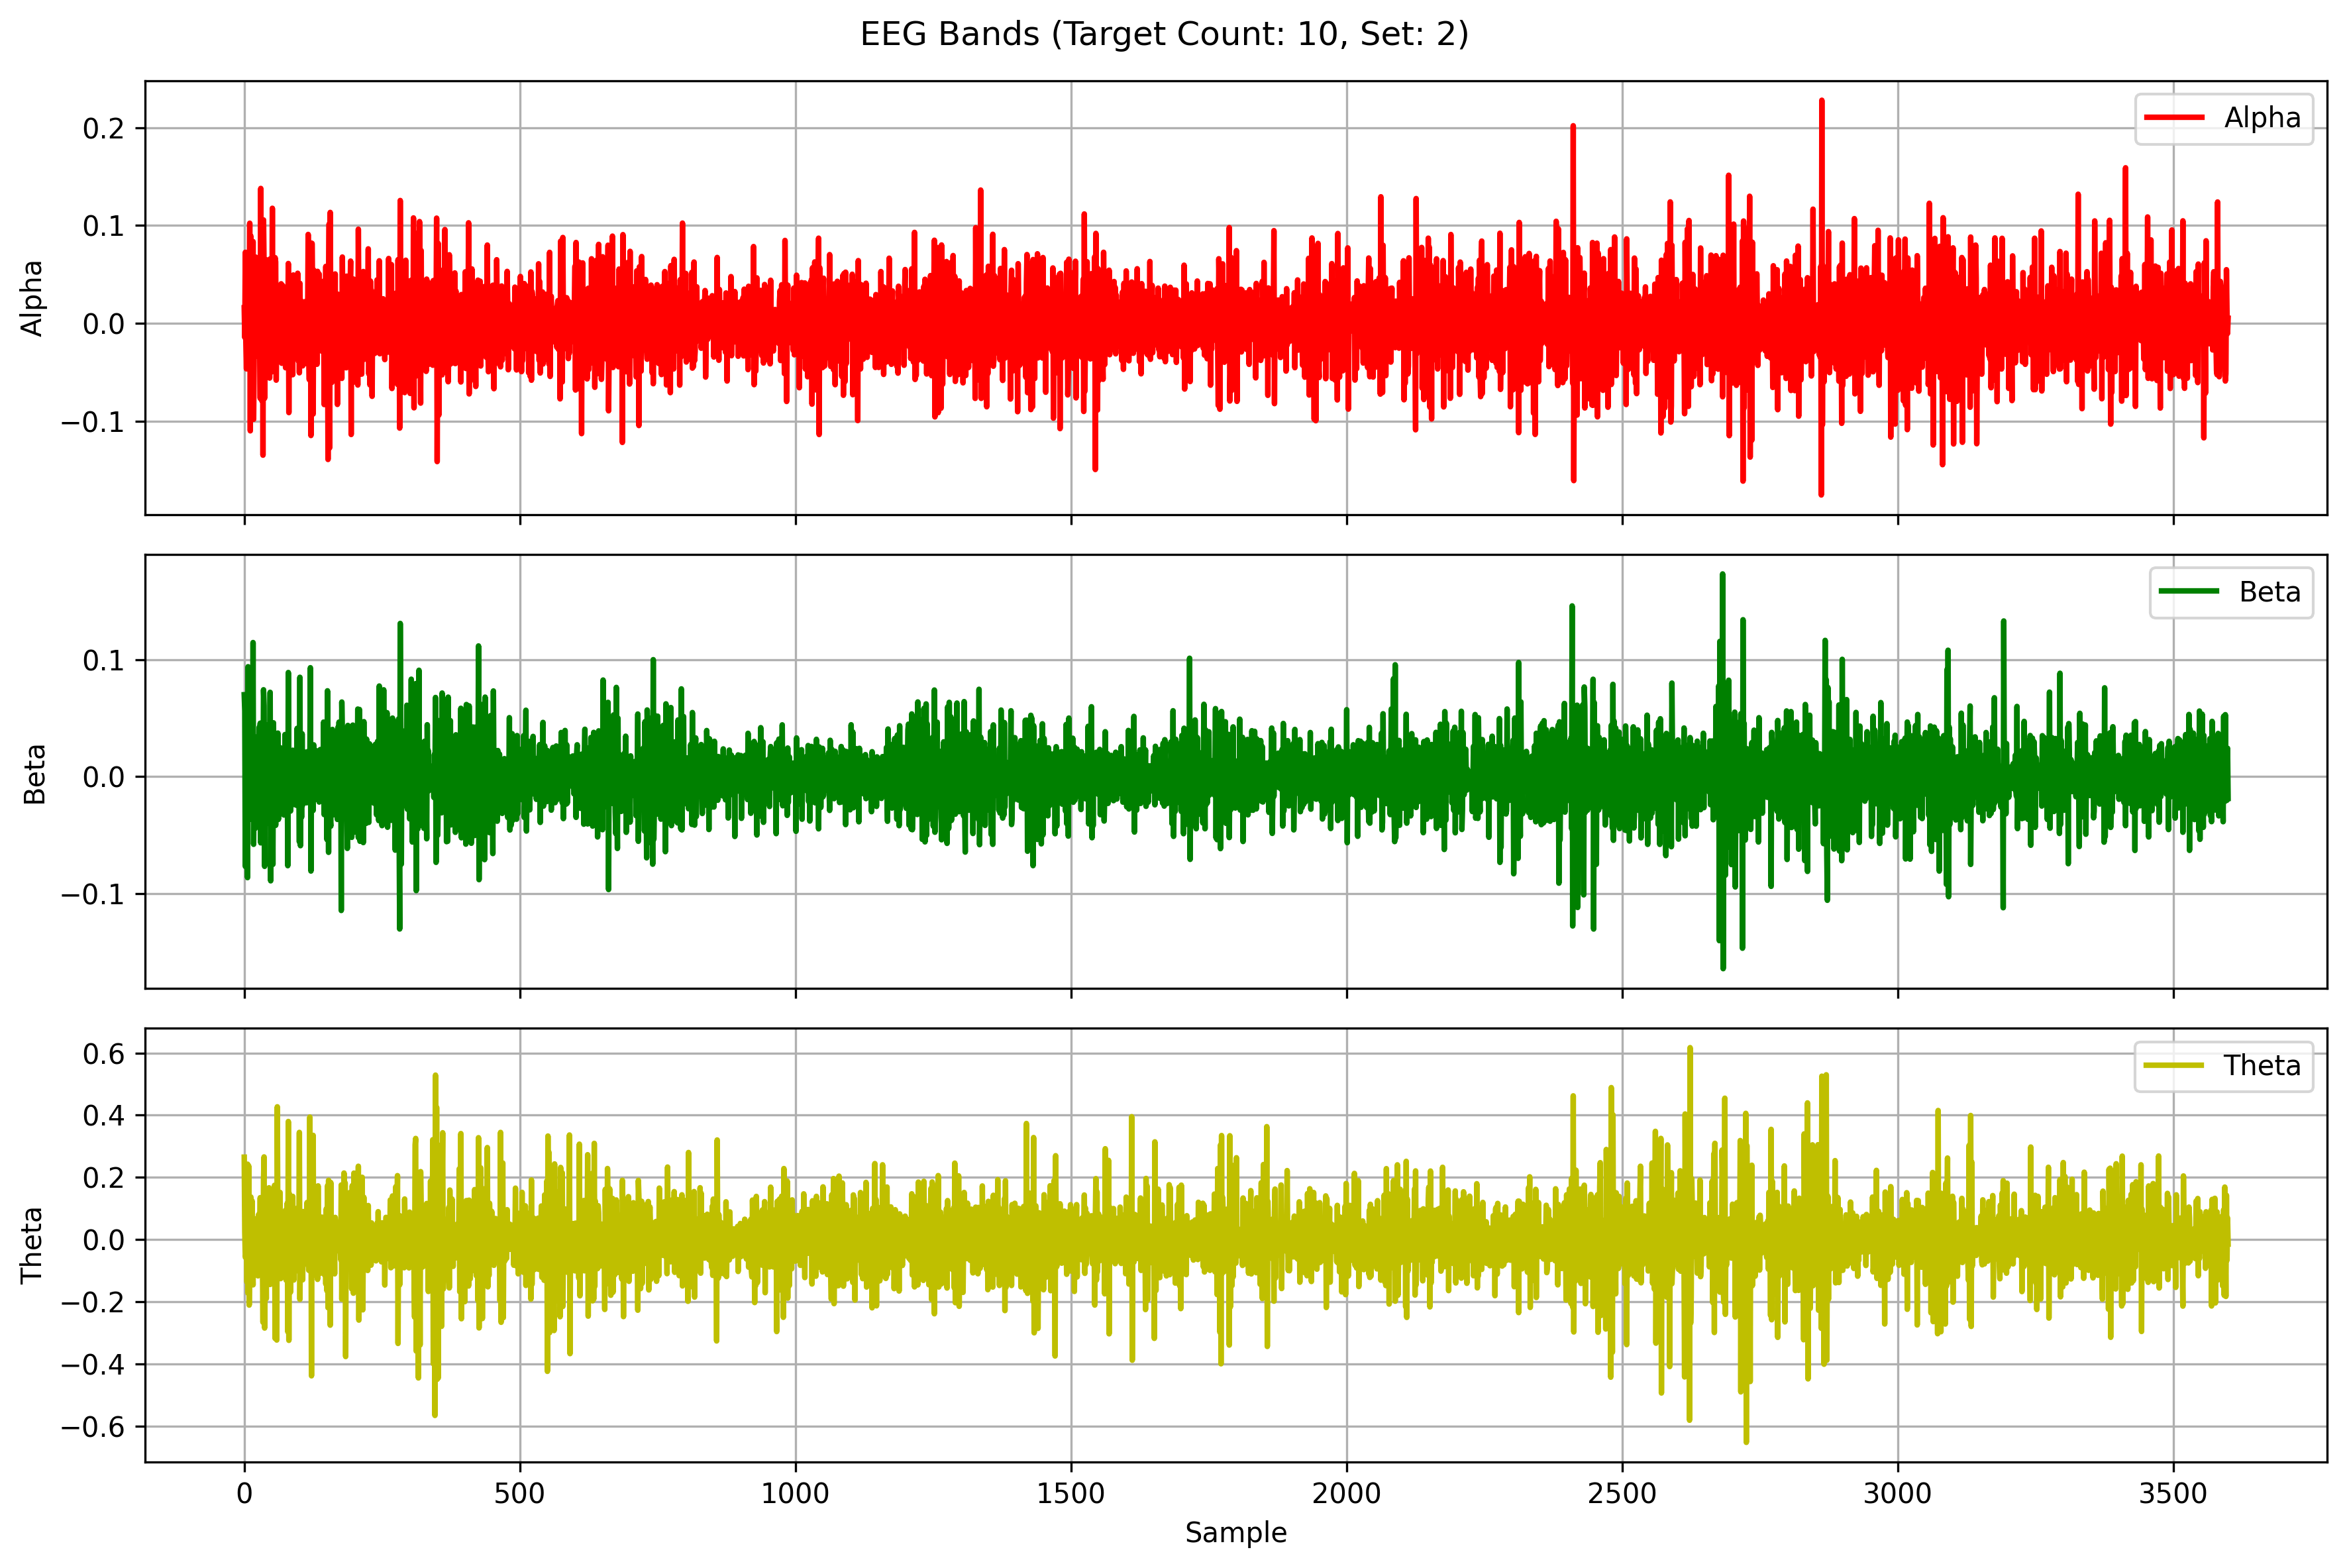 EEG Bands (Target Count: 10, Set: 2)
Alpha
0.2
0.1
0.0
−0.1
Alpha
Beta
0.1
0.0
−0.1
Beta
Theta
0.6
0.4
0.2
0.0
−0.2
−0.4
−0.6
Theta
0 500 1000 1500 2000 2500 3000 3500
Sample